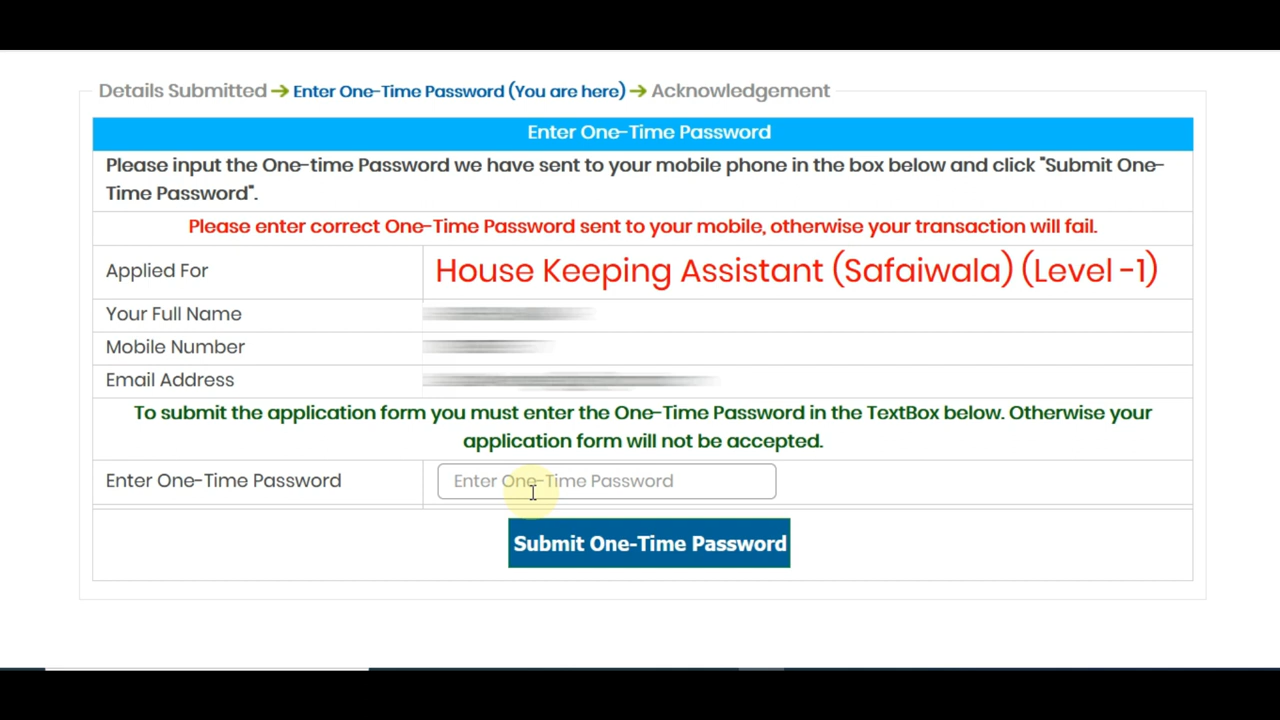 Details Submitted → Enter One-Time Password (You are here) → Acknowledgement
Enter One-Time Password
Please input the One-time Password we have sent to your mobile phone in the box below and click "Submit One-
Time Password".
Please enter correct One-Time Password sent to your mobile, otherwise your transaction will fail.
Applied For House Keeping Assistant (Safaiwala) (Level -1)
Your Full Name
Mobile Number
Email Address
To submit the application form you must enter the One-Time Password in the TextBox below. Otherwise your
application form will not be accepted.
Enter One-Time Password Enter One-Time Password
Submit One-Time Password